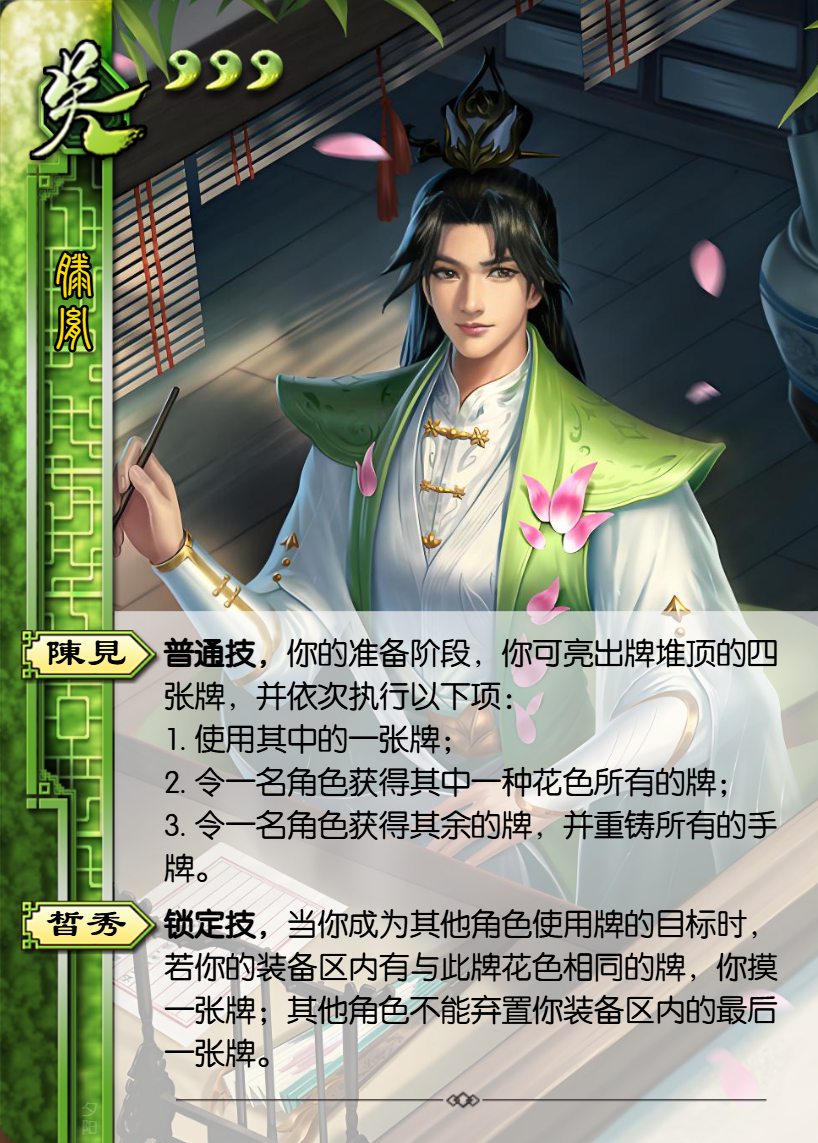 吴
滕胤
陳見
普通技，你的准备阶段，你可亮出牌堆顶的四
张牌，并依次执行以下项：
1. 使用其中的一张牌；
2. 令一名角色获得其中一种花色所有的牌；
3. 令一名角色获得其余的牌，并重铸所有的手
牌。
皙秀
锁定技，当你成为其他角色使用牌的目标时，
若你的装备区内有与此牌花色相同的牌，你摸
一张牌；其他角色不能弃置你装备区内的最后
一张牌。
夕阳